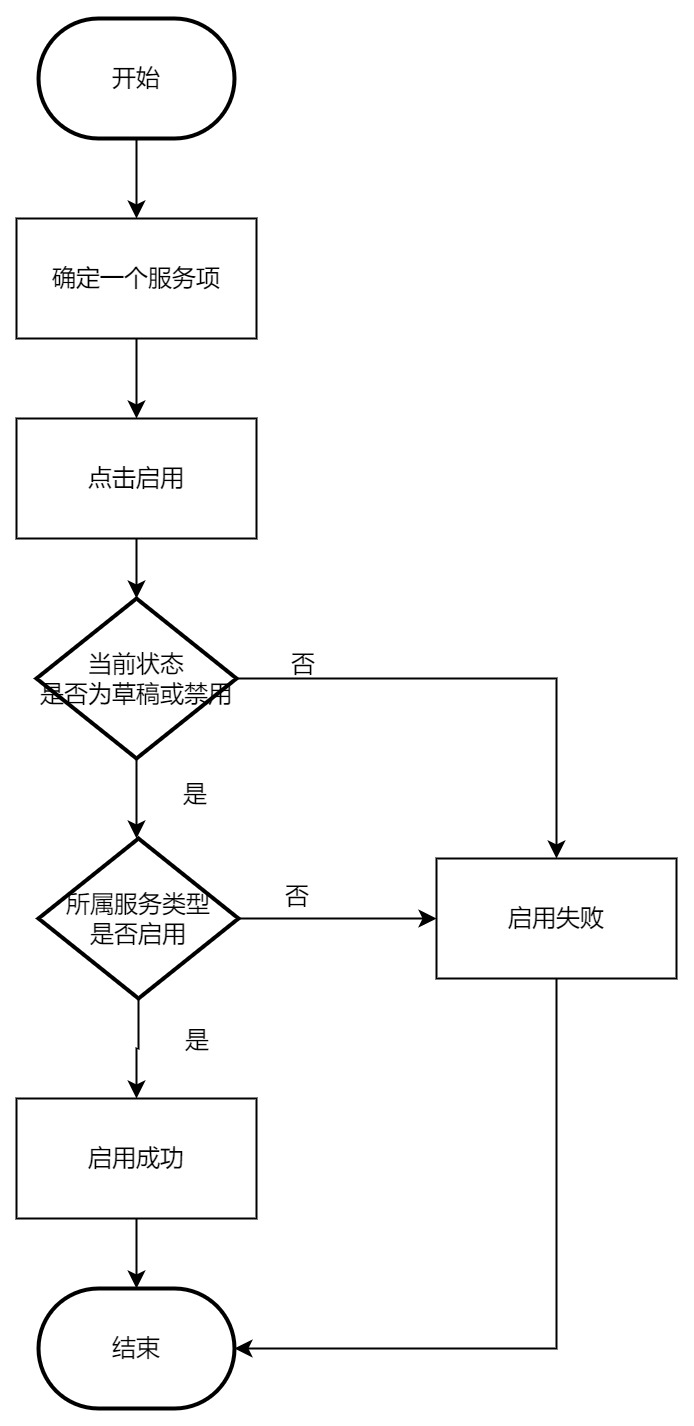 开始
确定一个服务项
点击启用
当前状态
是否为草稿或禁用
否
是
所属服务类型
是否启用
否
启用失败
是
启用成功
结束